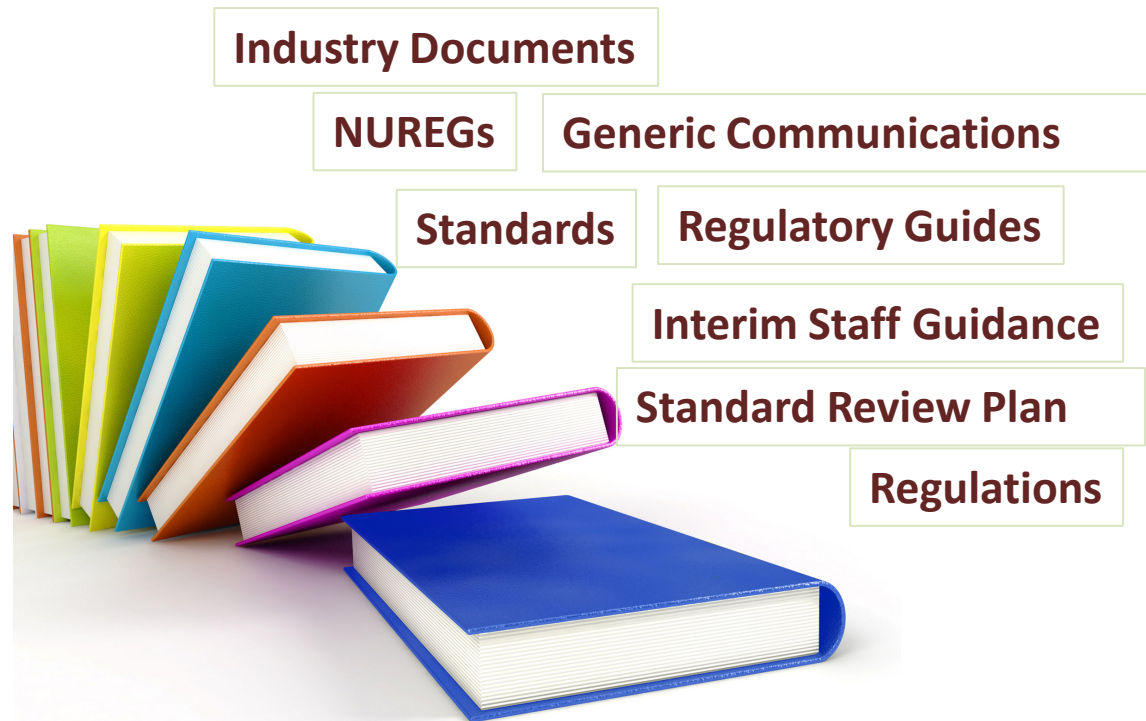 Industry Documents
NUREGs
Generic Communications
Standards
Regulatory Guides
Interim Staff Guidance
Standard Review Plan
Regulations